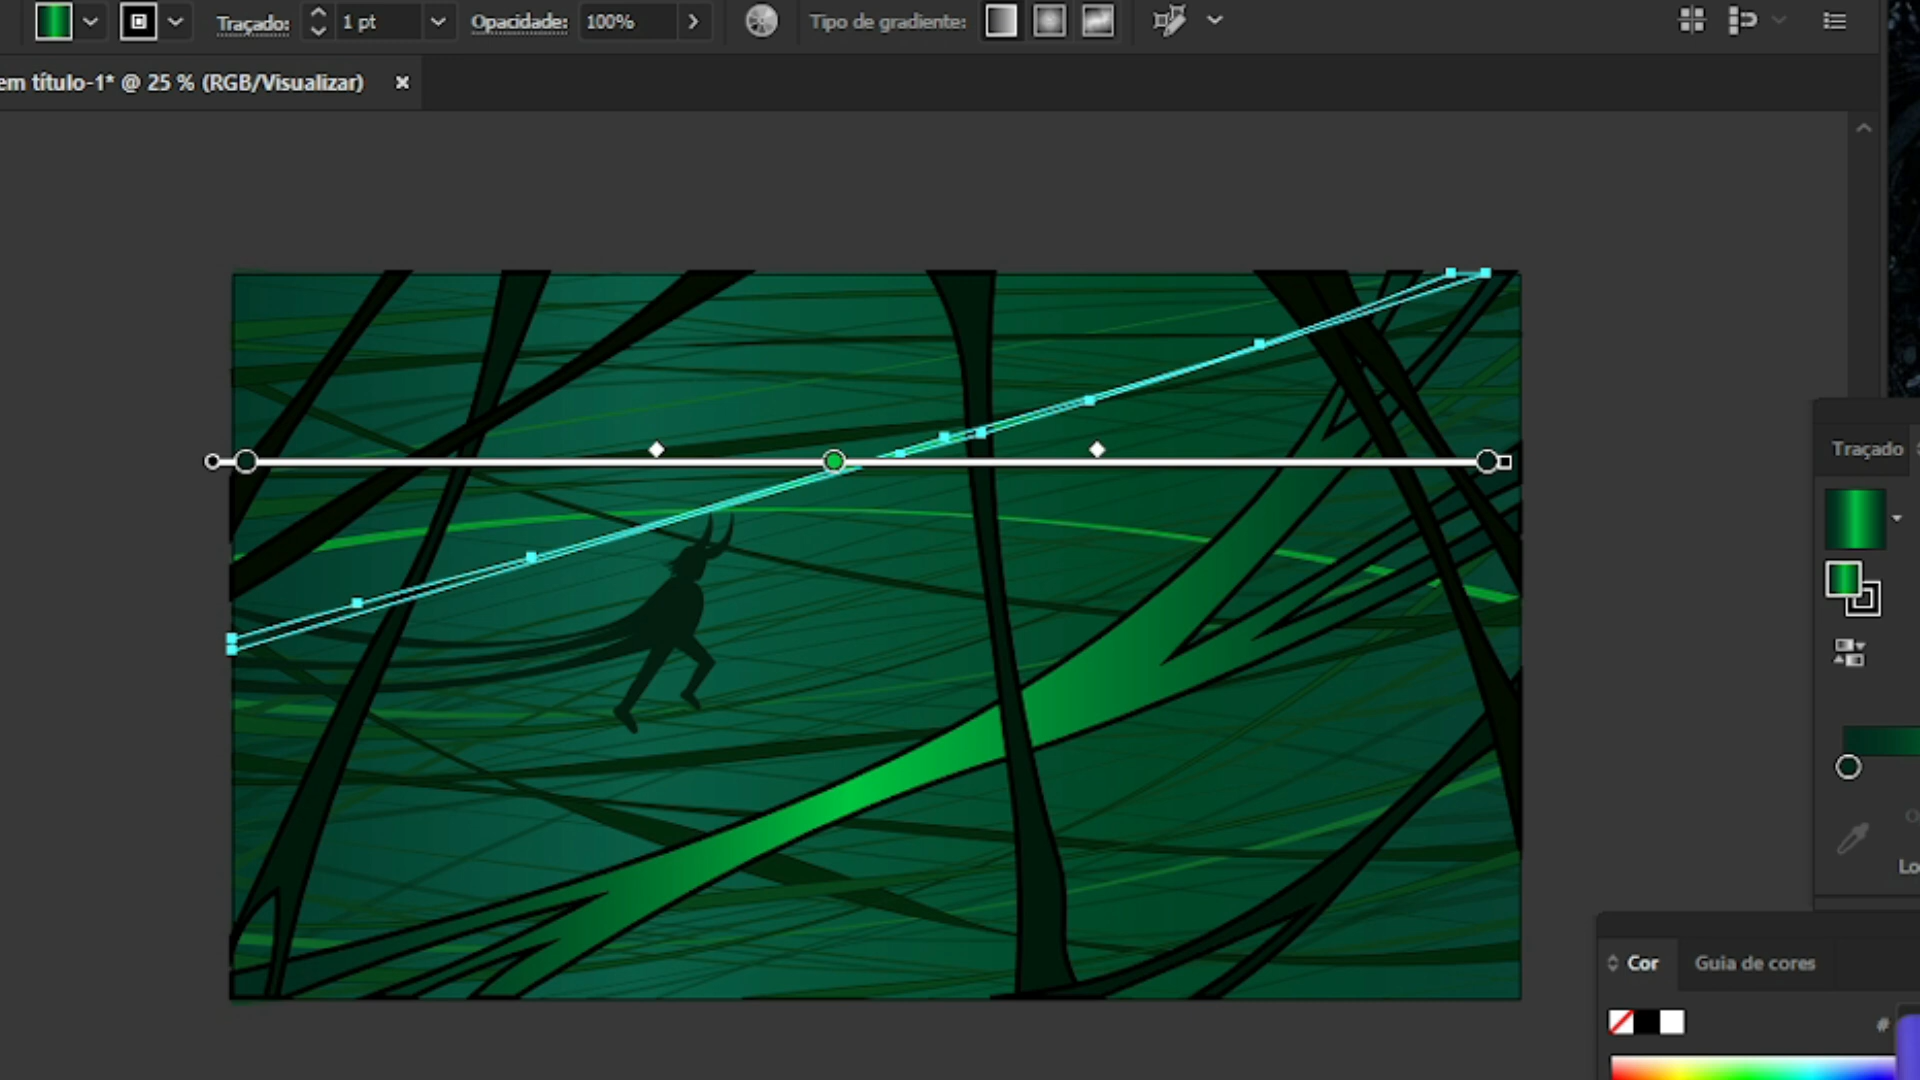 Traçado: 1 pt Opacidade: 100% Tipo de gradiente:
em título-1* @ 25 % (RGB/Visualizar)
Traçado
Lo
Cor Guia de cores
#